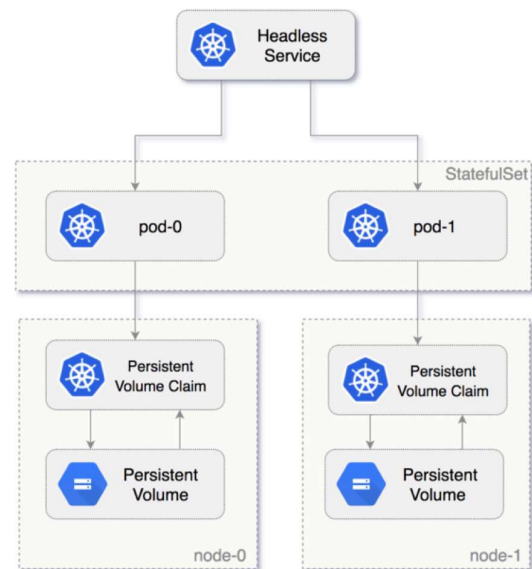 Headless
Service
StatefulSet
pod-0
pod-1
Persistent
Volume Claim
Persistent
Volume
node-0
Persistent
Volume Claim
Persistent
Volume
node-1